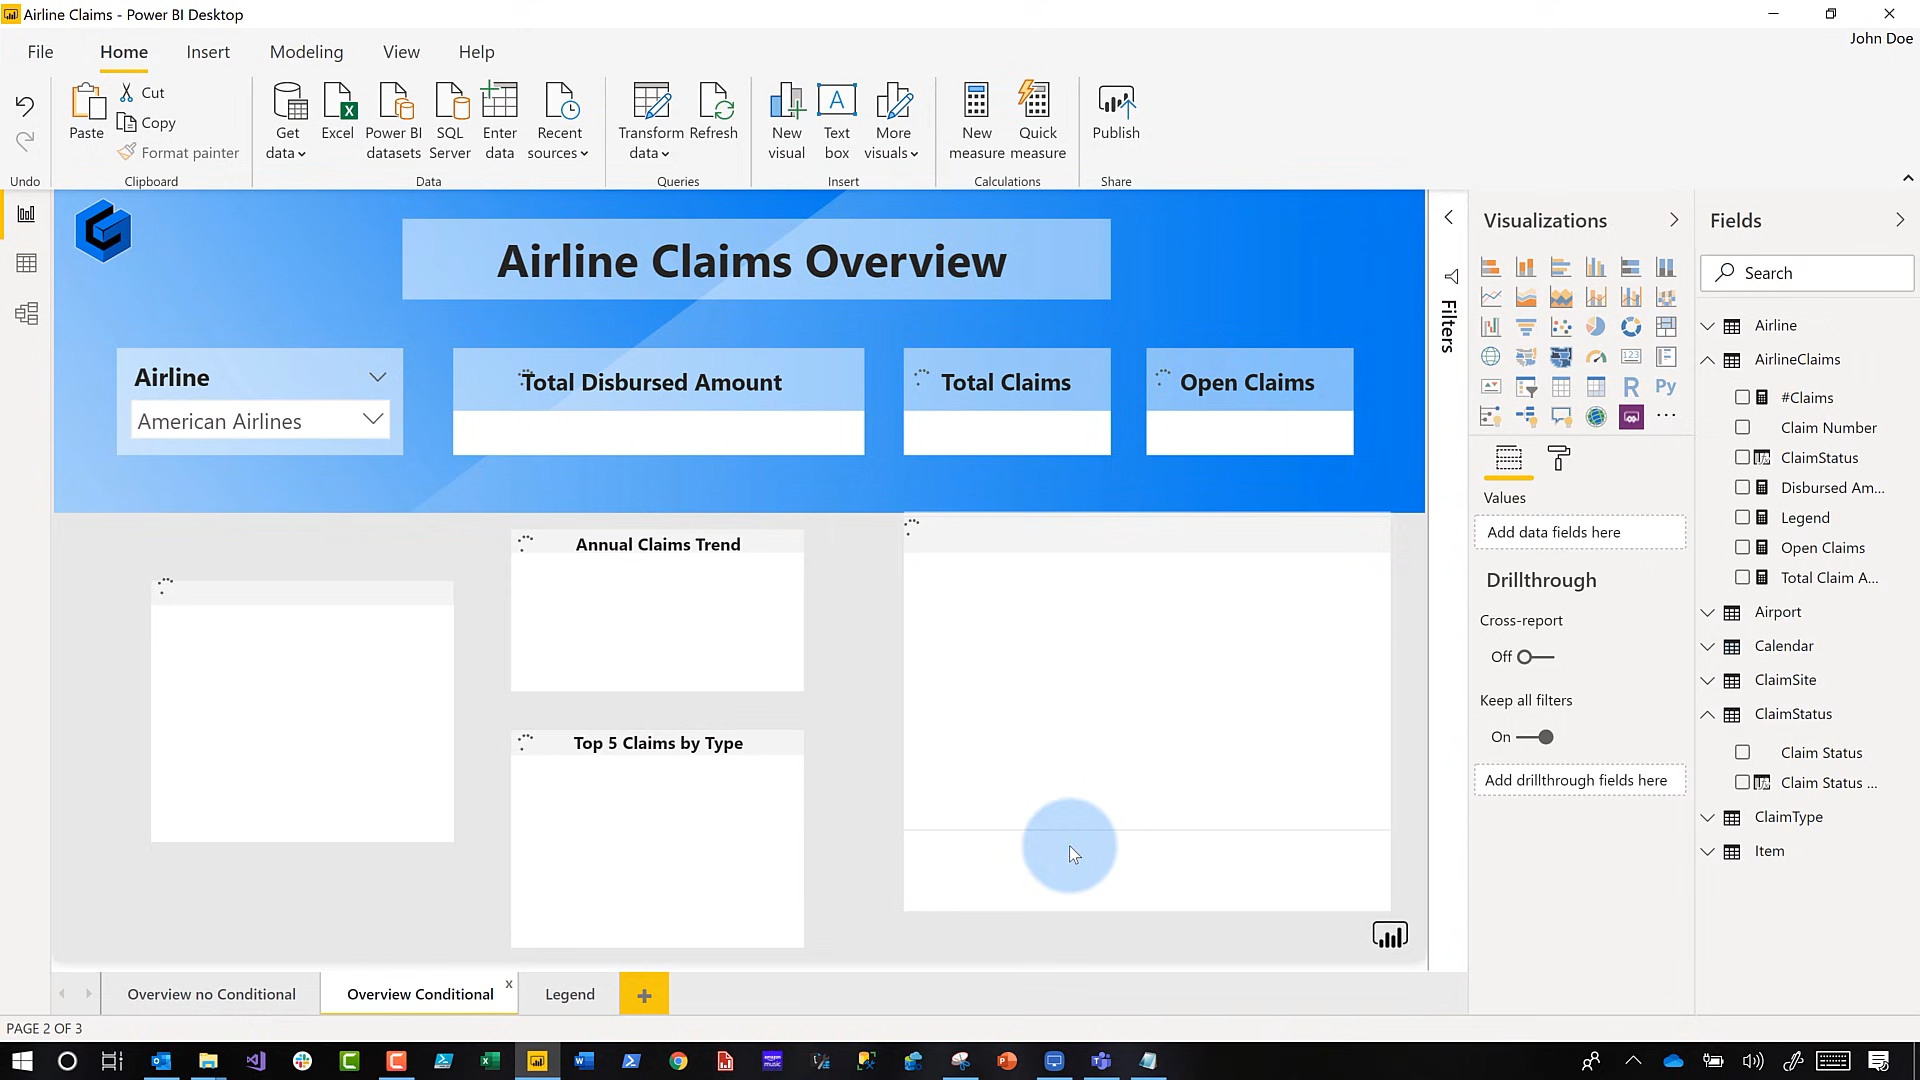 Airline Claims - Power BI Desktop
John Doe
File Home Insert Modeling View Help
Paste
Cut
Copy
Format painter
Get data
Excel
Power BI datasets
SQL Server
Enter data
Recent sources
Transform data
Refresh
New visual
Text box
More visuals
New measure
Quick measure
Publish
Undo Clipboard Data Queries Insert Calculations Share
Airline Claims Overview
Airline
American Airlines
Total Disbursed Amount
Total Claims
Open Claims
Annual Claims Trend
Top 5 Claims by Type
Filters
Visualizations
123
R
Py
Values
Add data fields here
Drillthrough
Cross-report
Off
Keep all filters
On
Add drillthrough fields here
Fields
Search
Airline
AirlineClaims
#Claims
Claim Number
ClaimStatus
Disbursed Am...
Legend
Open Claims
Total Claim A...
Airport
Calendar
ClaimSite
ClaimStatus
Claim Status
Claim Status ...
ClaimType
Item
Overview no Conditional
Overview Conditional
x
Legend
+
PAGE 2 OF 3